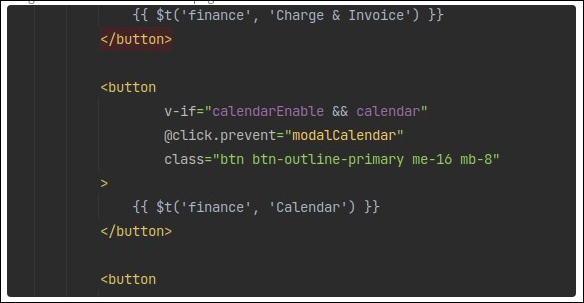 {{ $t('finance', 'Charge & Invoice') }}
</button>
<button
v-if="calendarEnable && calendar"
@click.prevent="modalCalendar"
class="btn btn-outline-primary me-16 mb-8"
>
{{ $t('finance', 'Calendar') }}
</button>
<button